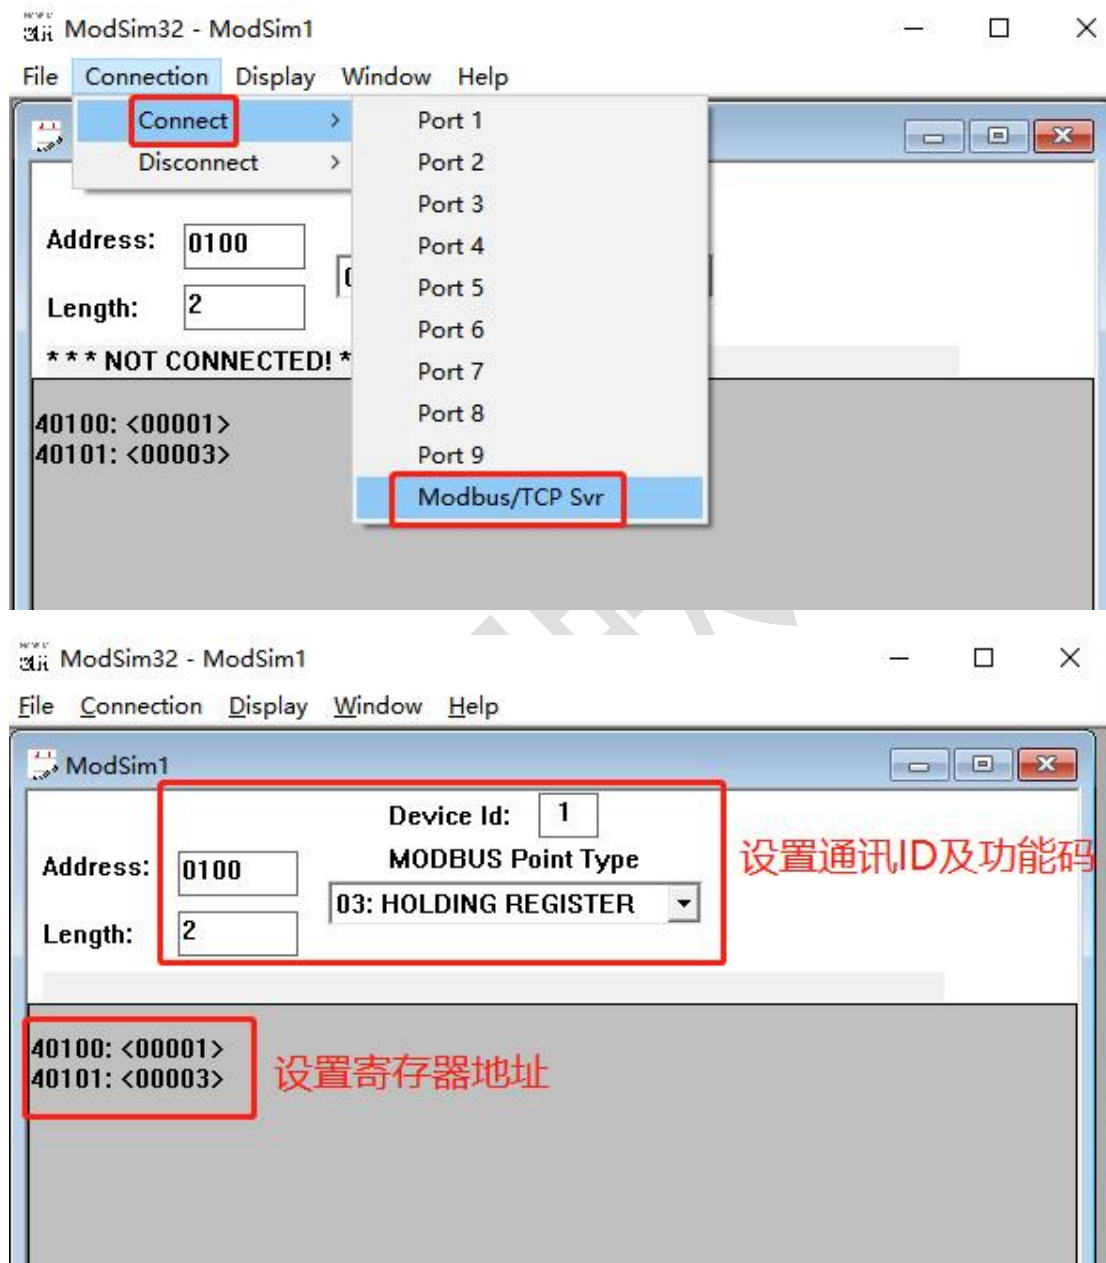 ModSim32 - ModSim1
File Connection Display Window Help
Connect
Disconnect
Port 1
Port 2
Port 3
Port 4
Port 5
Port 6
Port 7
Port 8
Port 9
Modbus/TCP Svr
Address: 0100
Length: 2
* * * NOT CONNECTED! *
40100: <00001>
40101: <00003>
ModSim32 - ModSim1
File Connection Display Window Help
ModSim1
Device Id: 1
Address: 0100
MODBUS Point Type
03: HOLDING REGISTER
Length: 2
设置通讯ID及功能码
40100: <00001>
40101: <00003>
设置寄存器地址